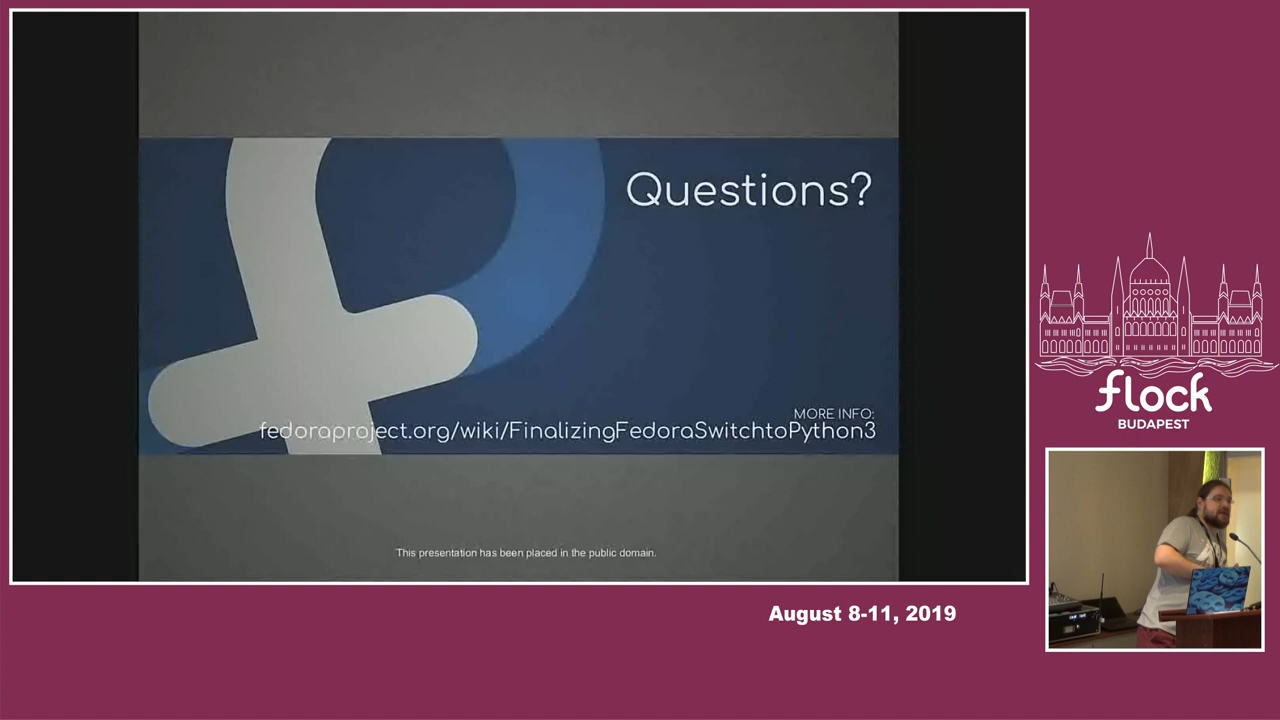 Questions?
MORE INFO:
fedoraproject.org/wiki/FinalizingFedoraSwitchtoPython3
This presentation has been placed in the public domain.
flock
BUDAPEST
August 8-11, 2019